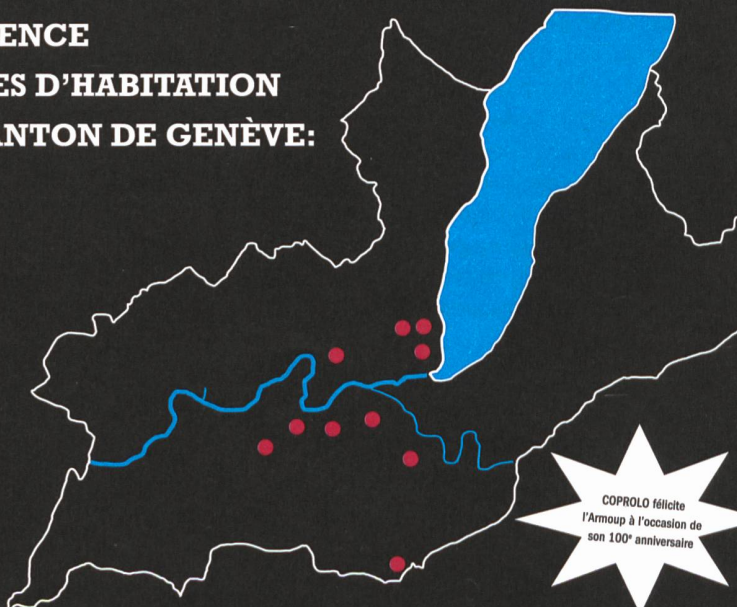 ENCE
ES D'HABITATION
ANTON DE GENÈVE:
COPROLO félicite
l'Armoup à l'occasion de
son 100e anniversaire